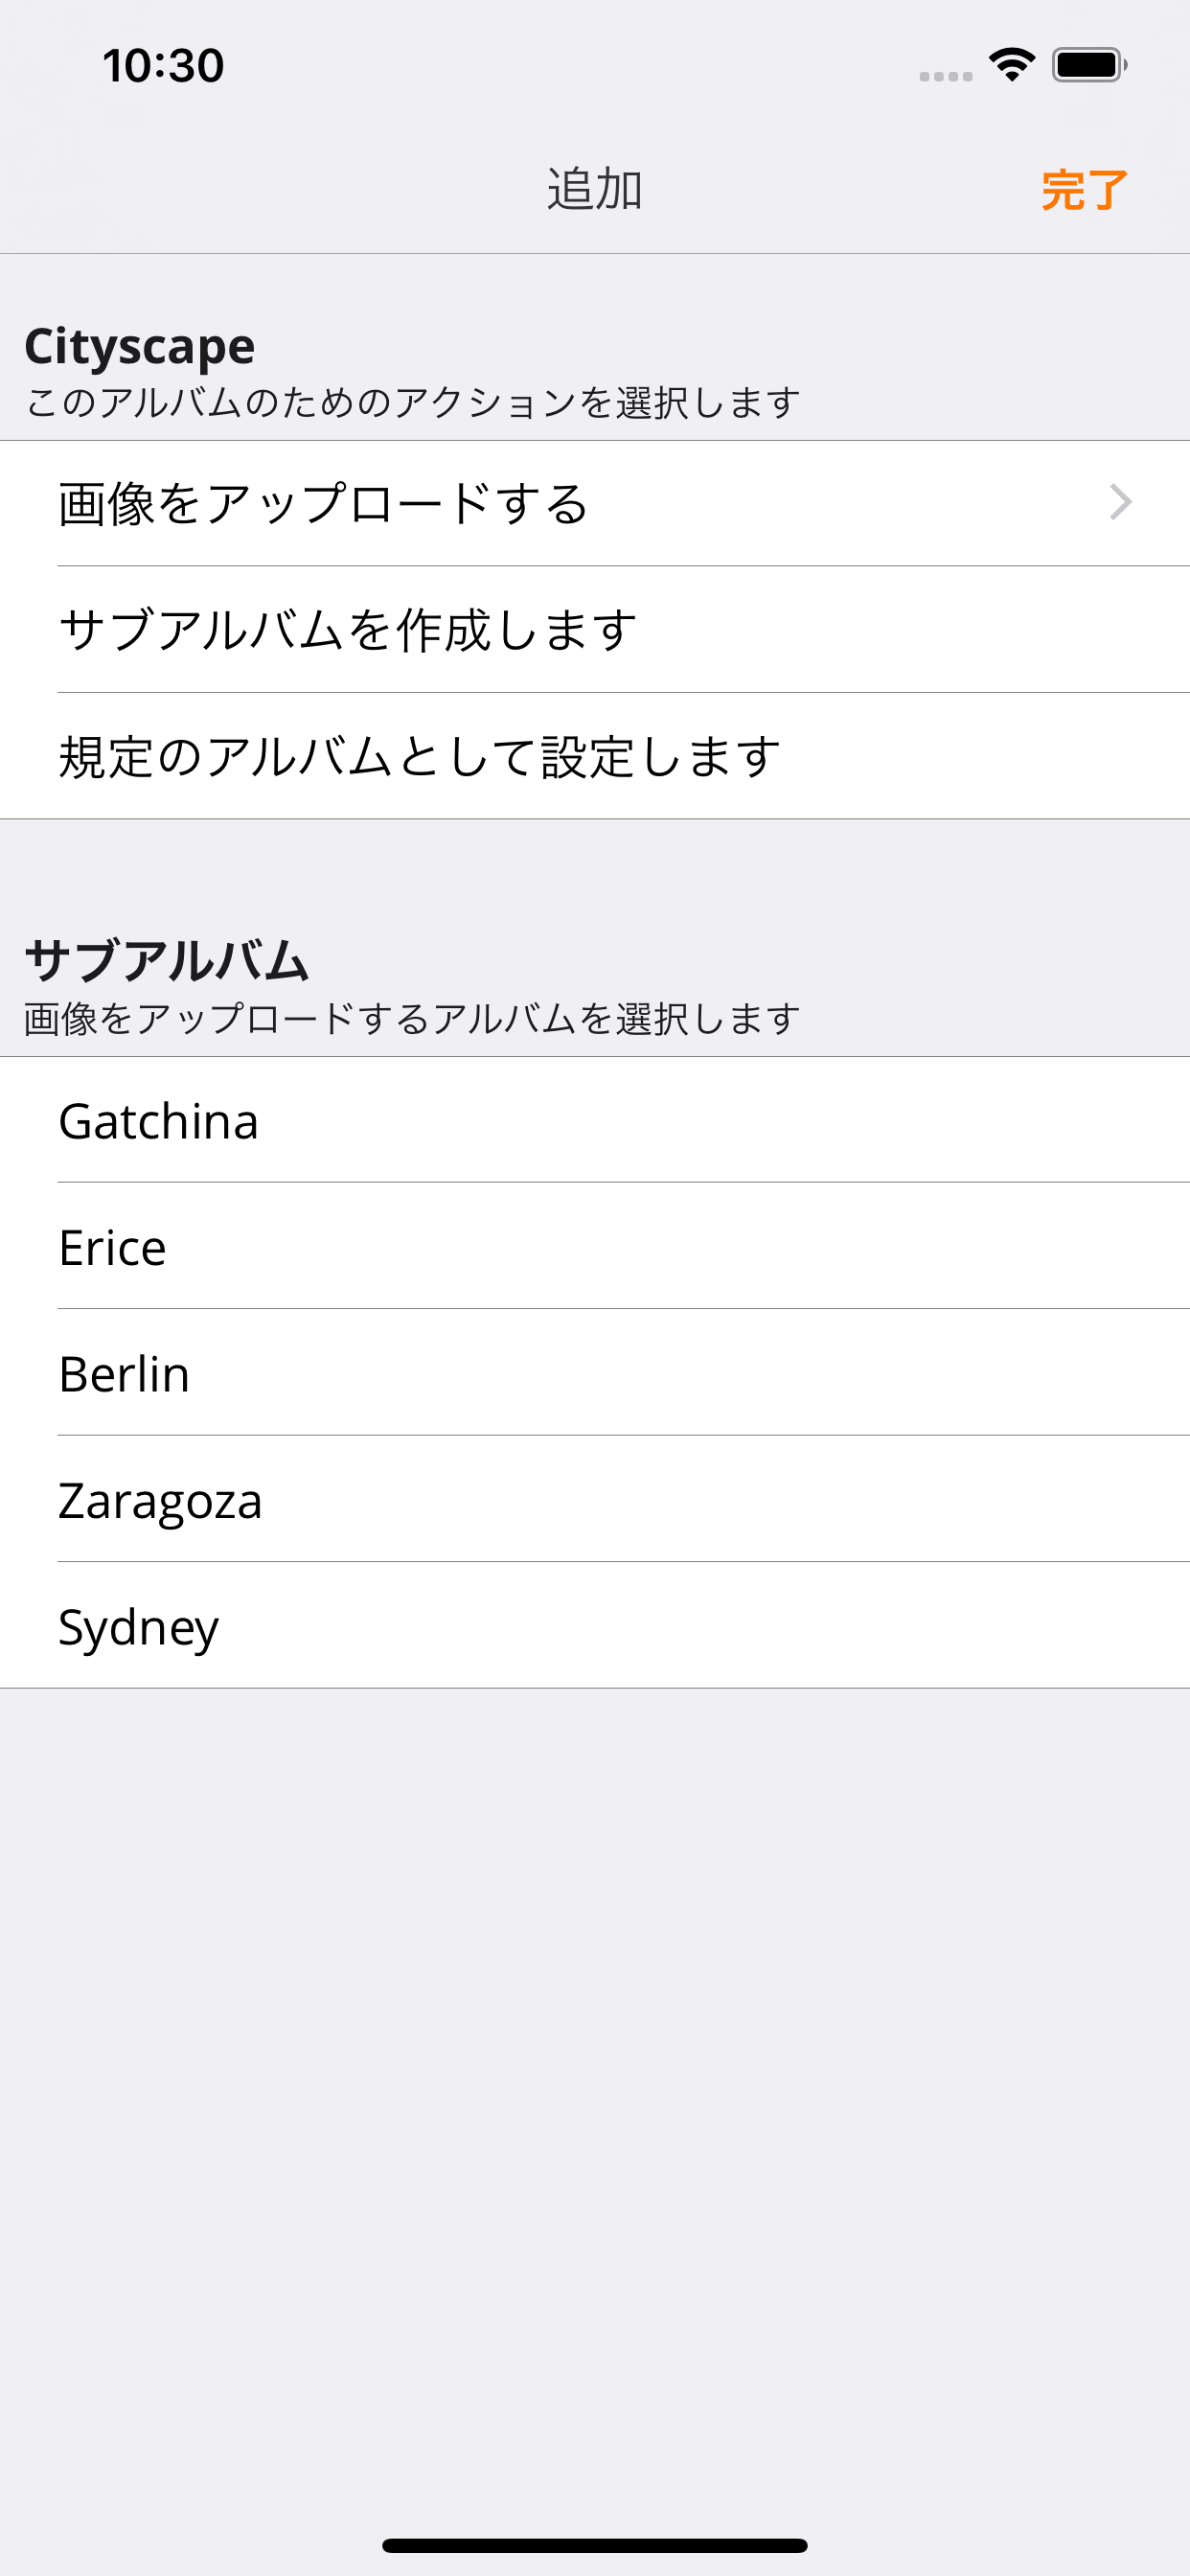 10:30
追加
完了
Cityscape
このアルバムのためのアクションを選択します
画像をアップロードする
サブアルバムを作成します
規定のアルバムとして設定します
サブアルバム
画像をアップロードするアルバムを選択します
Gatchina
Erice
Berlin
Zaragoza
Sydney